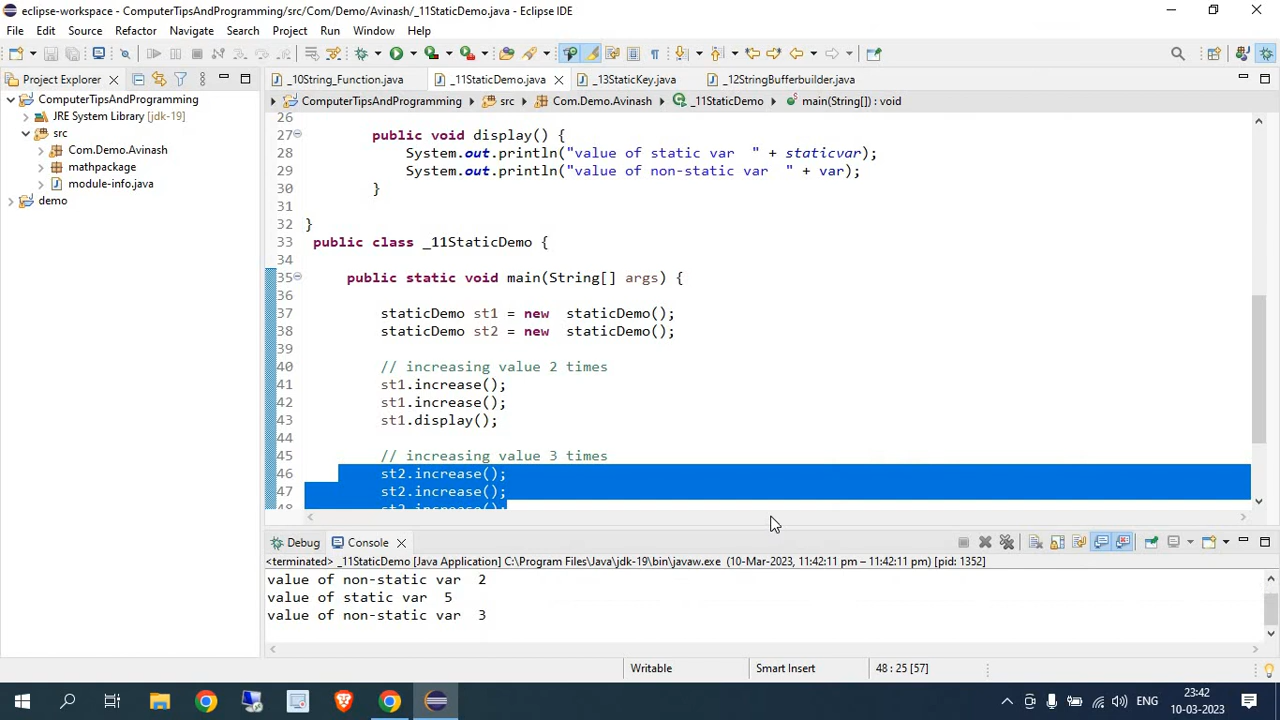 eclipse-workspace - ComputerTipsAndProgramming/src/Com/Demo/Avinash/_11StaticDemo.java - Eclipse IDE
File Edit Source Refactor Navigate Search Project Run Window Help
Project Explorer
_10String_Function.java _11StaticDemo.java _13StaticKey.java _12StringBufferbuilder.java
ComputerTipsAndProgramming src Com.Demo.Avinash _11StaticDemo main(String[]) : void
ComputerTipsAndProgramming
JRE System Library [jdk-19]
src
Com.Demo.Avinash
mathpackage
module-info.java
demo
26
27 public void display() {
28 System.out.println("value of static var  " + staticvar);
29 System.out.println("value of non-static var  " + var);
30 }
31
32 }
33 public class _11StaticDemo {
34
35 public static void main(String[] args) {
36
37 staticDemo st1 = new  staticDemo();
38 staticDemo st2 = new  staticDemo();
39
40 // increasing value 2 times
41 st1.increase();
42 st1.increase();
43 st1.display();
44
45 // increasing value 3 times
46 st2.increase();
47 st2.increase();
48 st2.increase();
Debug Console
<terminated> _11StaticDemo [Java Application] C:\Program Files\Java\jdk-19\bin\javaw.exe (10-Mar-2023, 11:42:11 pm – 11:42:11 pm) [pid: 1352]
value of non-static var  2
value of static var  5
value of non-static var  3
Writable Smart Insert 48 : 25 [57]
ENG 23:42
10-03-2023